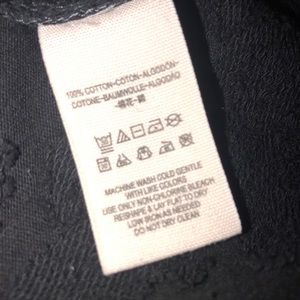 100% COTTON-COTON-ALGODÓN-
COTONE-BAUMWOLLE-ALGODÃO
-棉花-綿
MACHINE WASH COLD GENTLE
WITH LIKE COLORS
USE ONLY NON-CHLORINE BLEACH
RESHAPE & LAY FLAT TO DRY
LOW IRON AS NEEDED
DO NOT DRY CLEAN